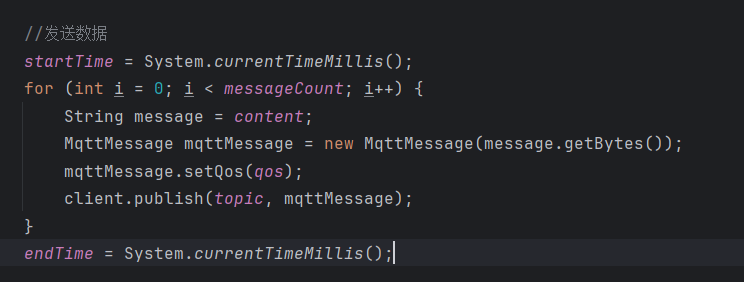 //发送数据
startTime = System.currentTimeMillis();
for (int i = 0; i < messageCount; i++) {
String message = content;
MqttMessage mqttMessage = new MqttMessage(message.getBytes());
mqttMessage.setQos(qos);
client.publish(topic, mqttMessage);
}
endTime = System.currentTimeMillis();